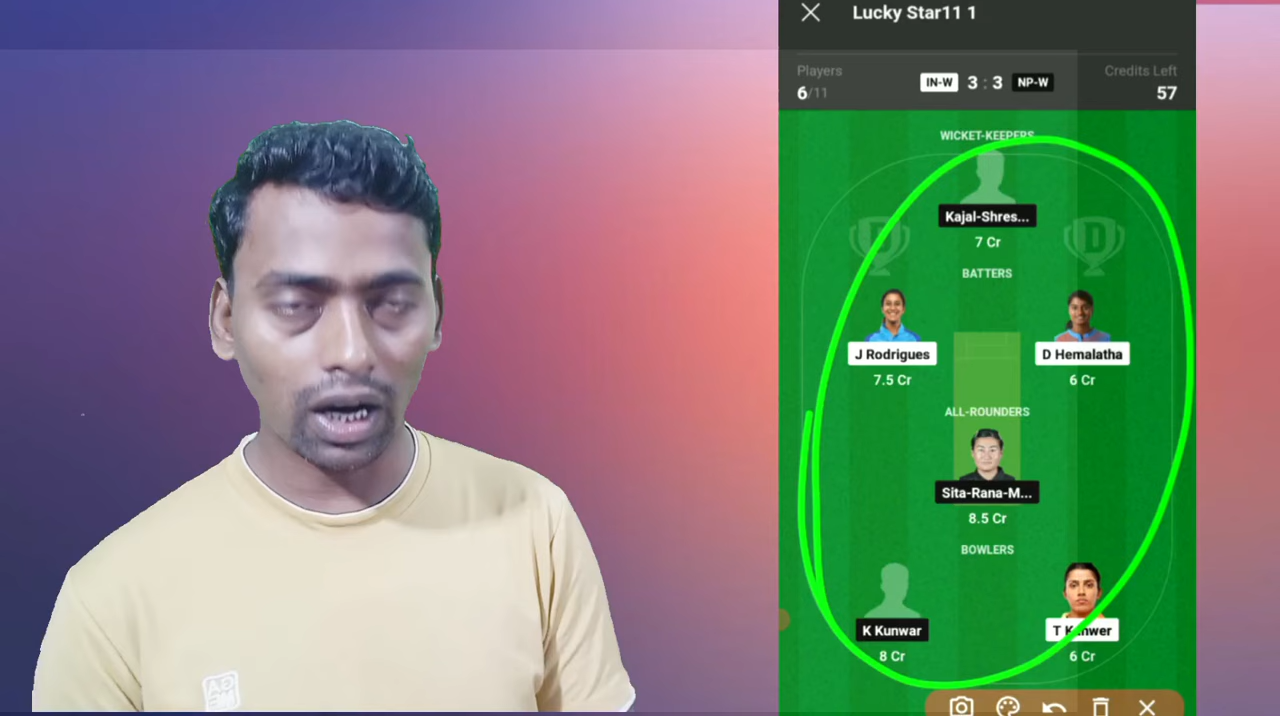 Lucky Star11 1
Players
Credits Left
6/11
IN-W 3 : 3 NP-W
57
WICKET-KEEPERS
Kajal-Shres...
7 Cr
BATTERS
J Rodrigues
D Hemalatha
7.5 Cr
6 Cr
ALL-ROUNDERS
Sita-Rana-M...
8.5 Cr
BOWLERS
K Kunwar
8 Cr
6 Cr